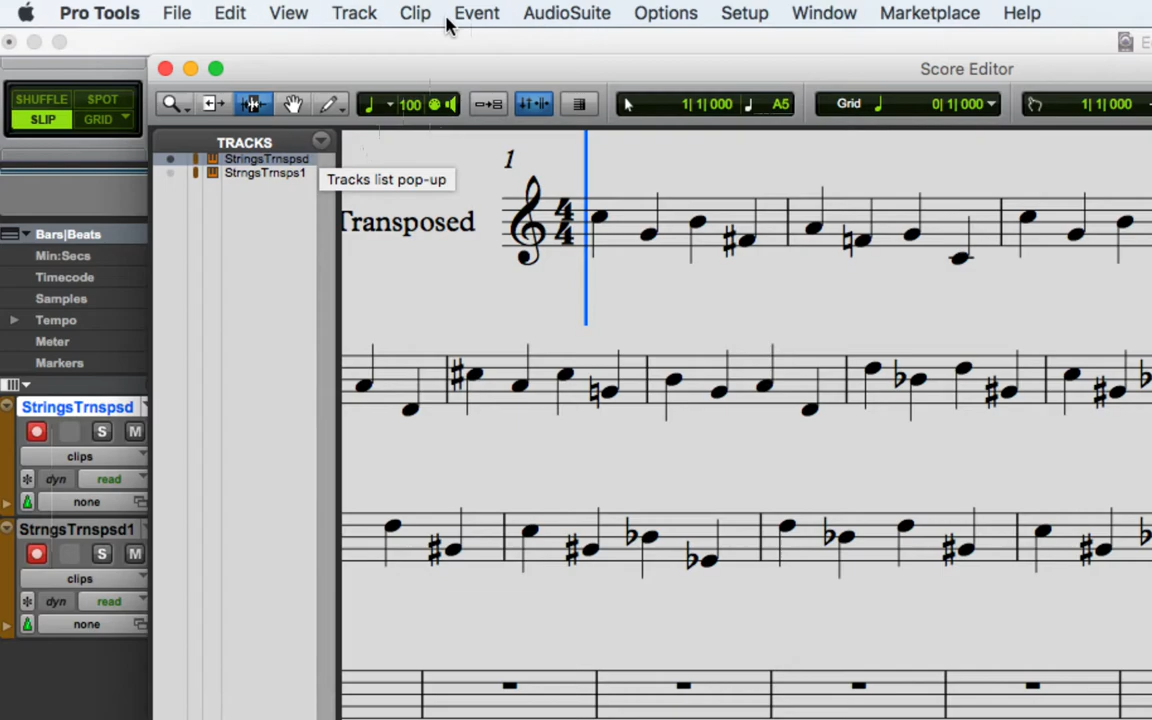 Pro Tools File Edit View Track Clip Event AudioSuite Options Setup Window Marketplace Help
Score Editor
SHUFFLE SPOT
SLIP GRID
100
1| 1| 000 A5
Grid 0| 1| 000
1| 1| 000
TRACKS
StringsTrnspsd
StrngsTrnsps1
Tracks list pop-up
1
Transposed
4
4
Bars|Beats
Min:Secs
Timecode
Samples
Tempo
Meter
Markers
StringsTrnspsd
S M
clips
dyn read
none
StrngsTrnspsd1
S M
clips
dyn read
none